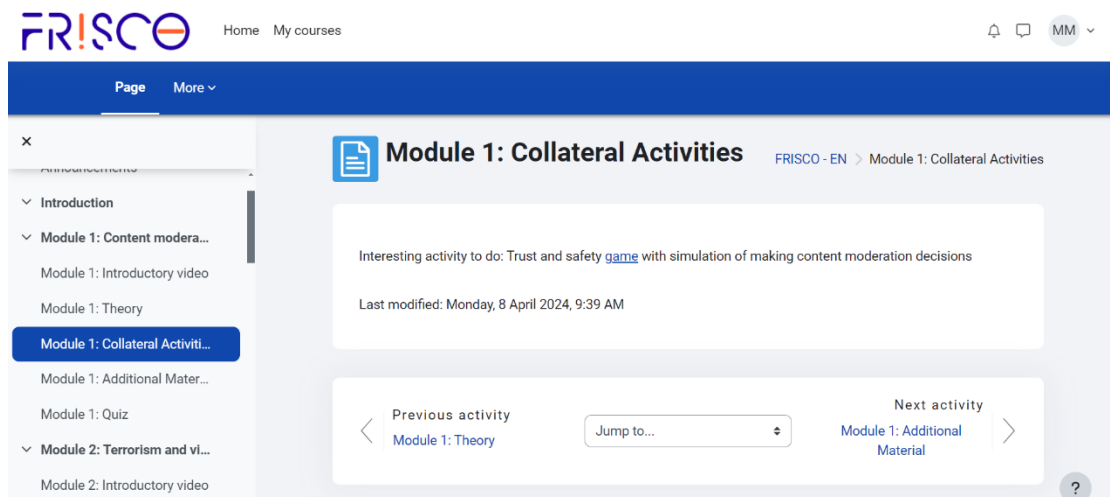 FR!SCO
Home My courses
MM
Page More
Announcements
Introduction
Module 1: Content modera...
Module 1: Introductory video
Module 1: Theory
Module 1: Collateral Activiti...
Module 1: Additional Mater...
Module 1: Quiz
Module 2: Terrorism and vi...
Module 2: Introductory video
Module 1: Collateral Activities
FRISCO - EN > Module 1: Collateral Activities
Interesting activity to do: Trust and safety game with simulation of making content moderation decisions
Last modified: Monday, 8 April 2024, 9:39 AM
Previous activity
Module 1: Theory
Jump to...
Next activity
Module 1: Additional
Material
?